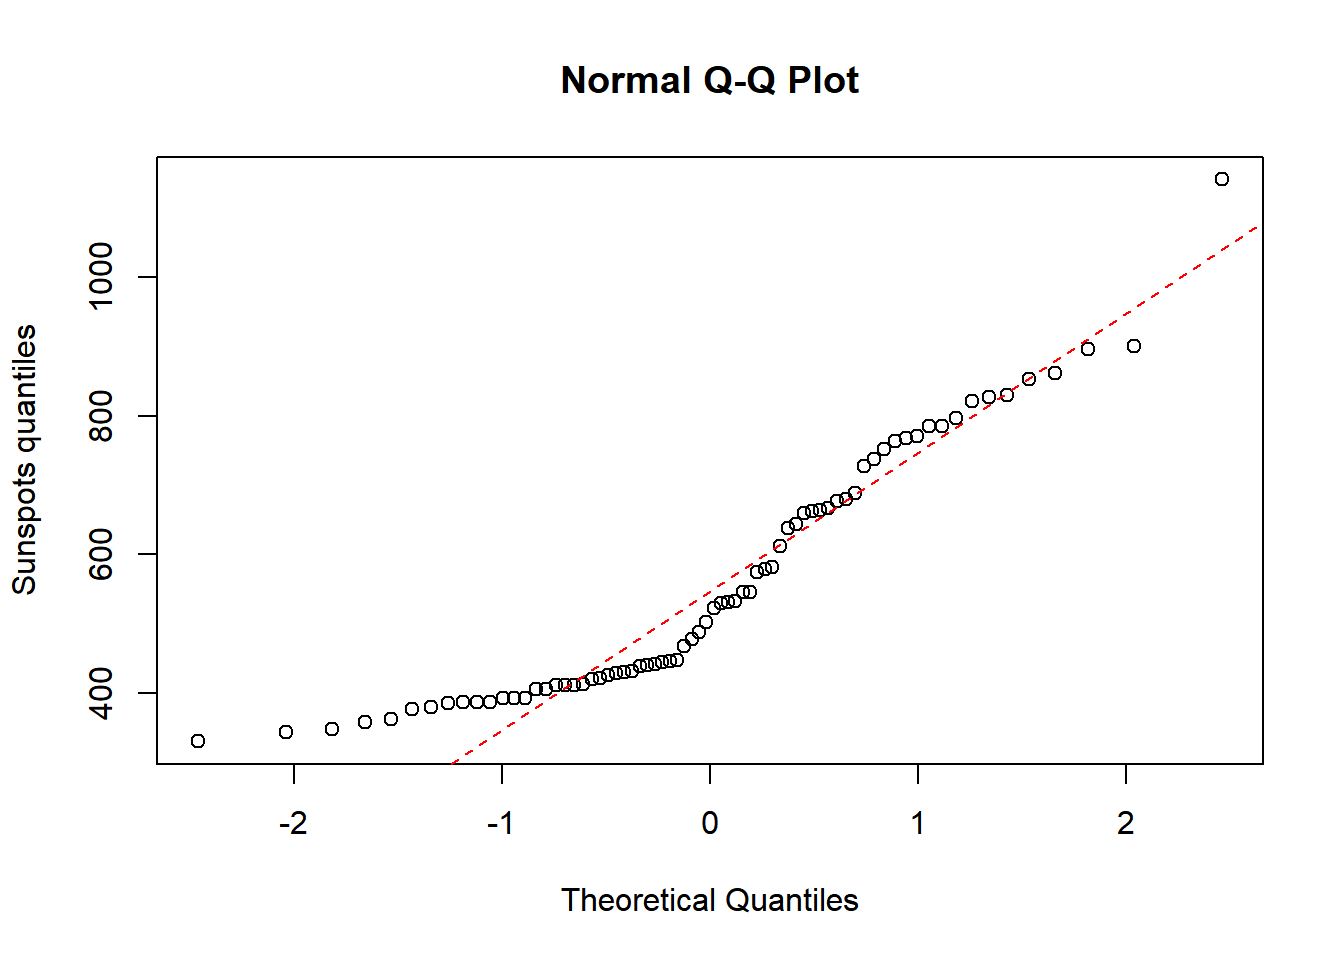 Normal Q-Q Plot
Sunspots quantiles
1000
800
600
400
-2 -1 0 1 2
Theoretical Quantiles